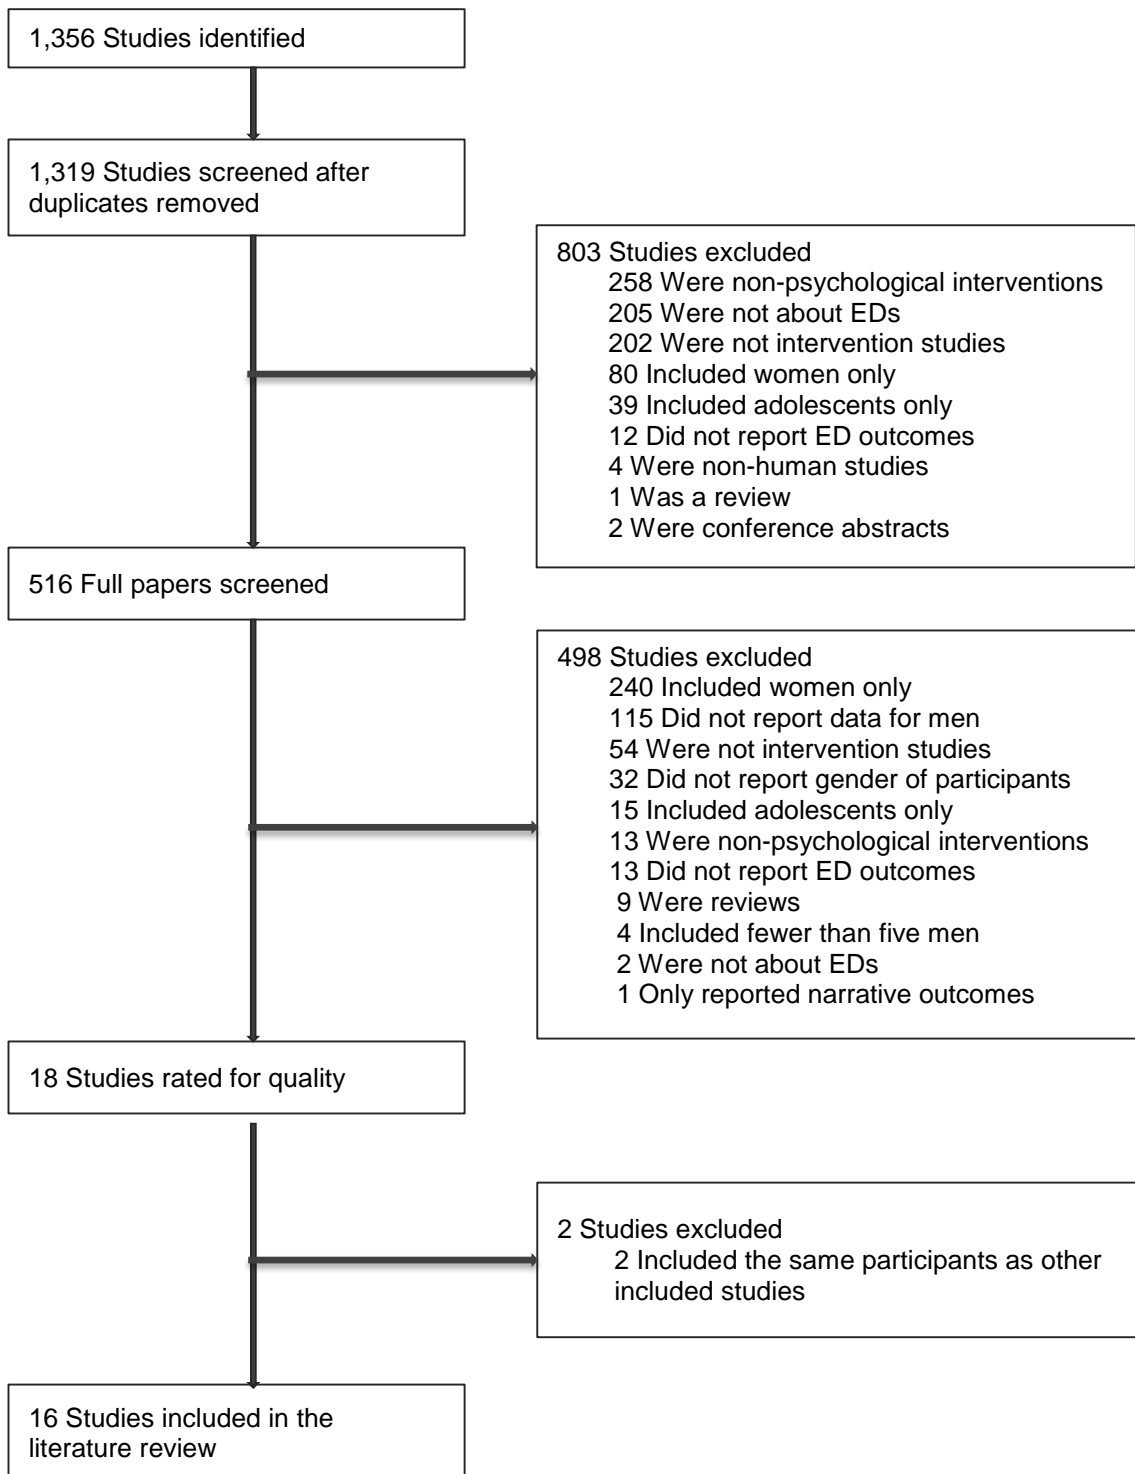 1,356 Studies identified
1,319 Studies screened after
duplicates removed
803 Studies excluded
258 Were non-psychological interventions
205 Were not about EDs
202 Were not intervention studies
80 Included women only
39 Included adolescents only
12 Did not report ED outcomes
4 Were non-human studies
1 Was a review
2 Were conference abstracts
516 Full papers screened
498 Studies excluded
240 Included women only
115 Did not report data for men
54 Were not intervention studies
32 Did not report gender of participants
15 Included adolescents only
13 Were non-psychological interventions
13 Did not report ED outcomes
9 Were reviews
4 Included fewer than five men
2 Were not about EDs
1 Only reported narrative outcomes
18 Studies rated for quality
2 Studies excluded
2 Included the same participants as other
included studies
16 Studies included in the
literature review